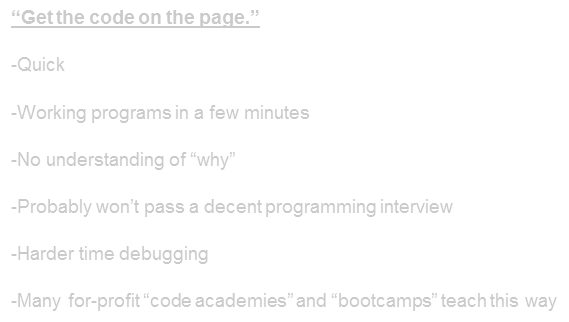 “Get the code on the page.”
-Quick
-Working programs in a few minutes
-No understanding of “why”
-Probably won’t pass a decent programming interview
-Harder time debugging
-Many for-profit “code academies” and “bootcamps” teach this way